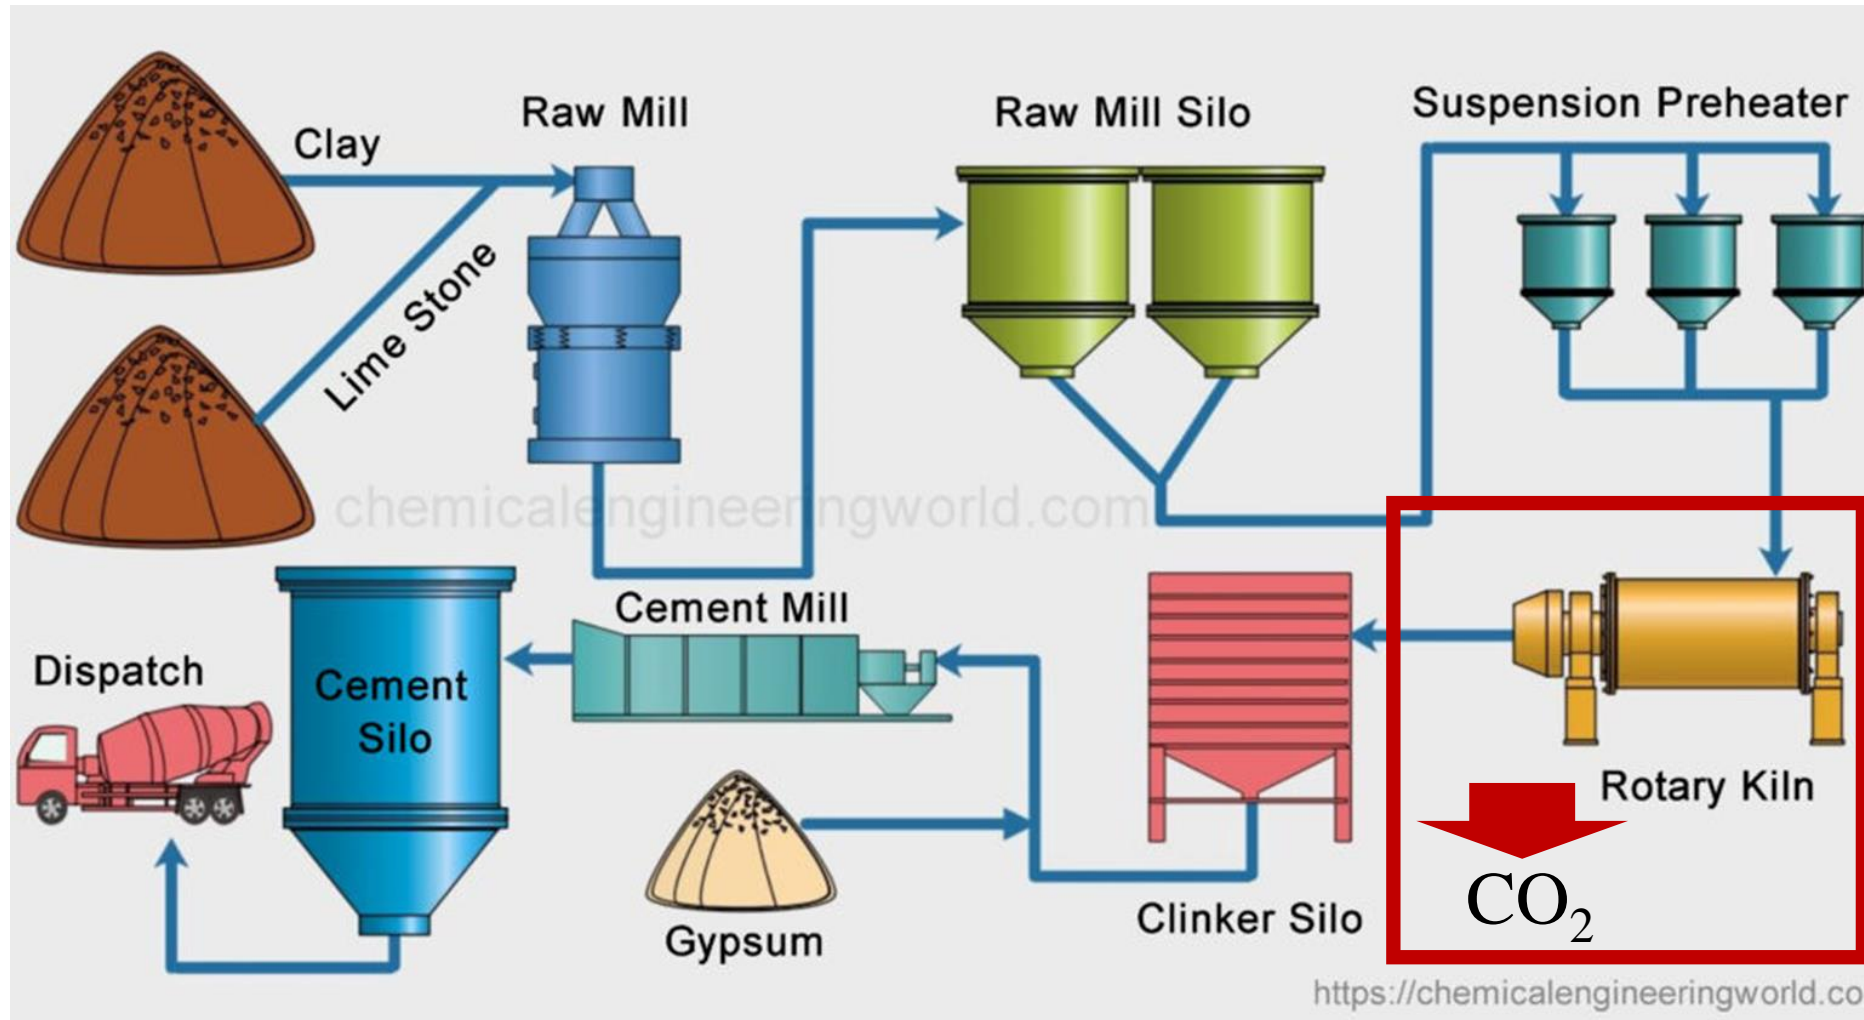 Clay
Raw Mill
Raw Mill Silo
Suspension Preheater
Lime Stone
chemicalengineeringworld.com
Cement Mill
Dispatch
Cement
Silo
Rotary Kiln
Gypsum
Clinker Silo
CO₂
https://chemicalengineeringworld.co